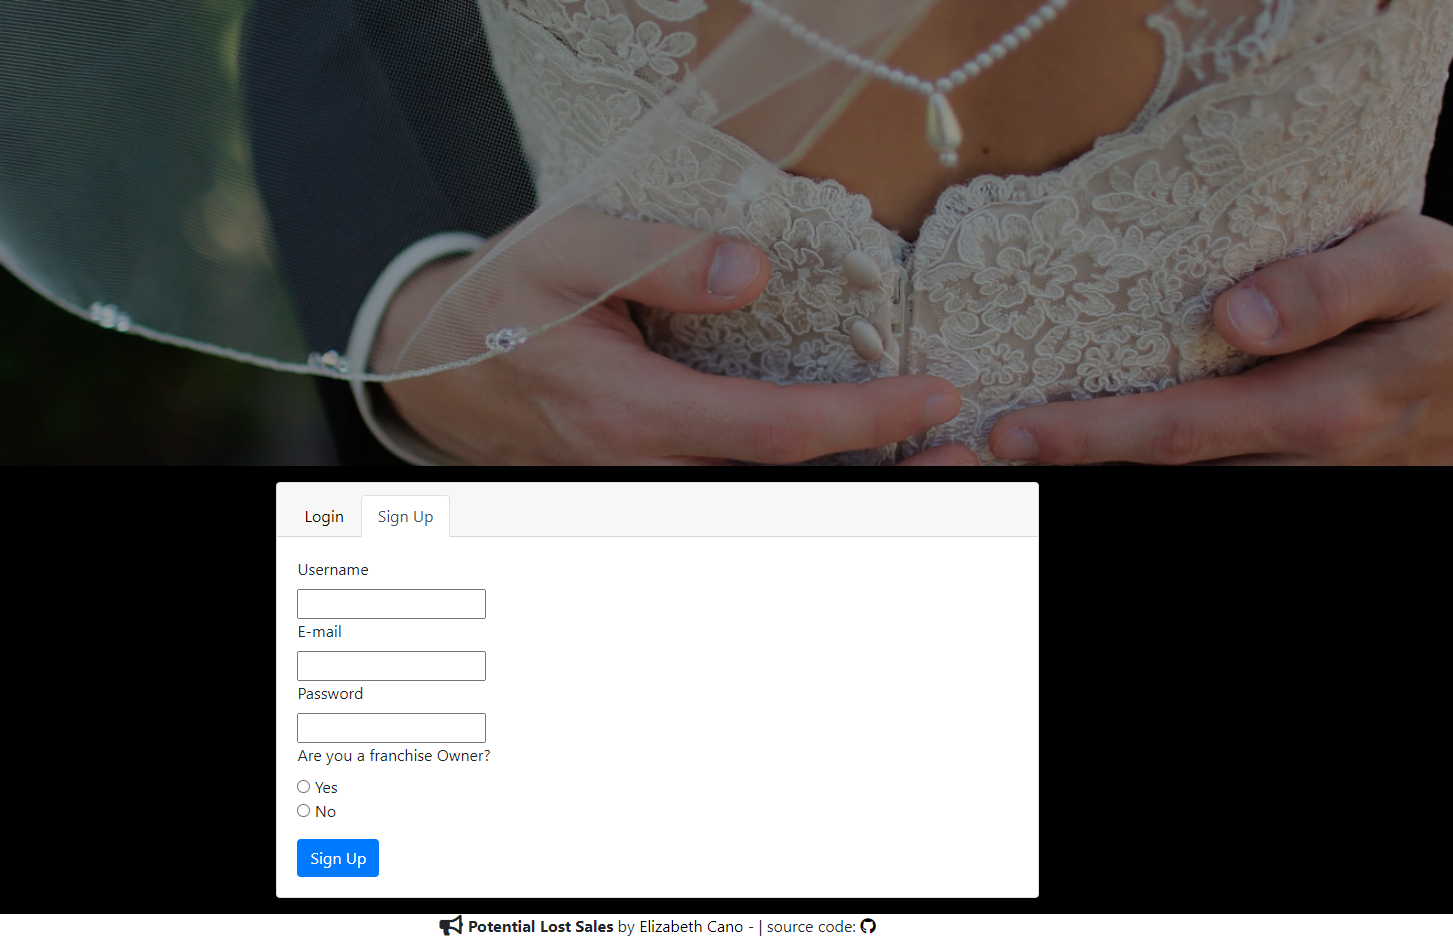 Login Sign Up
Username
E-mail
Password
Are you a franchise Owner?
Yes
No
Sign Up
Potential Lost Sales by Elizabeth Cano - | source code: